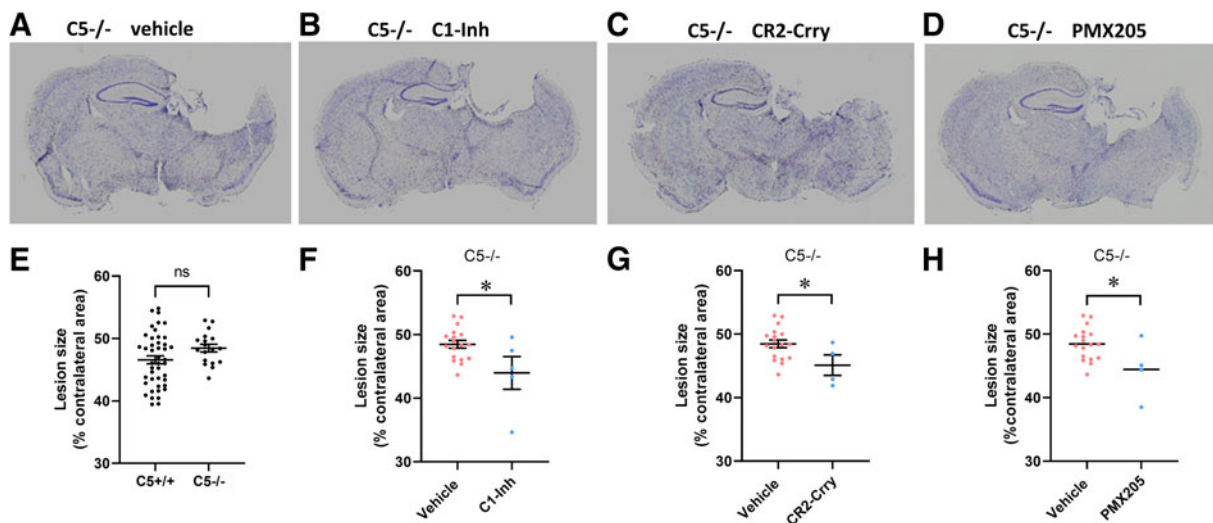 A C5-/- vehicle
B C5-/- C1-Inh
C C5-/- CR2-Crry
D C5-/- PMX205
E
ns
Lesion size
(% contralateral area)
60
50
40
30
C5+/+ C5-/-
F
C5-/-
*
Lesion size
(% contralateral area)
60
50
40
30
Vehicle C1-Inh
G
C5-/-
*
Lesion size
(% contralateral area)
60
50
40
30
Vehicle CR2-Crry
H
C5-/-
*
Lesion size
(%contralateral area)
60
50
40
30
Vehicle PMX205